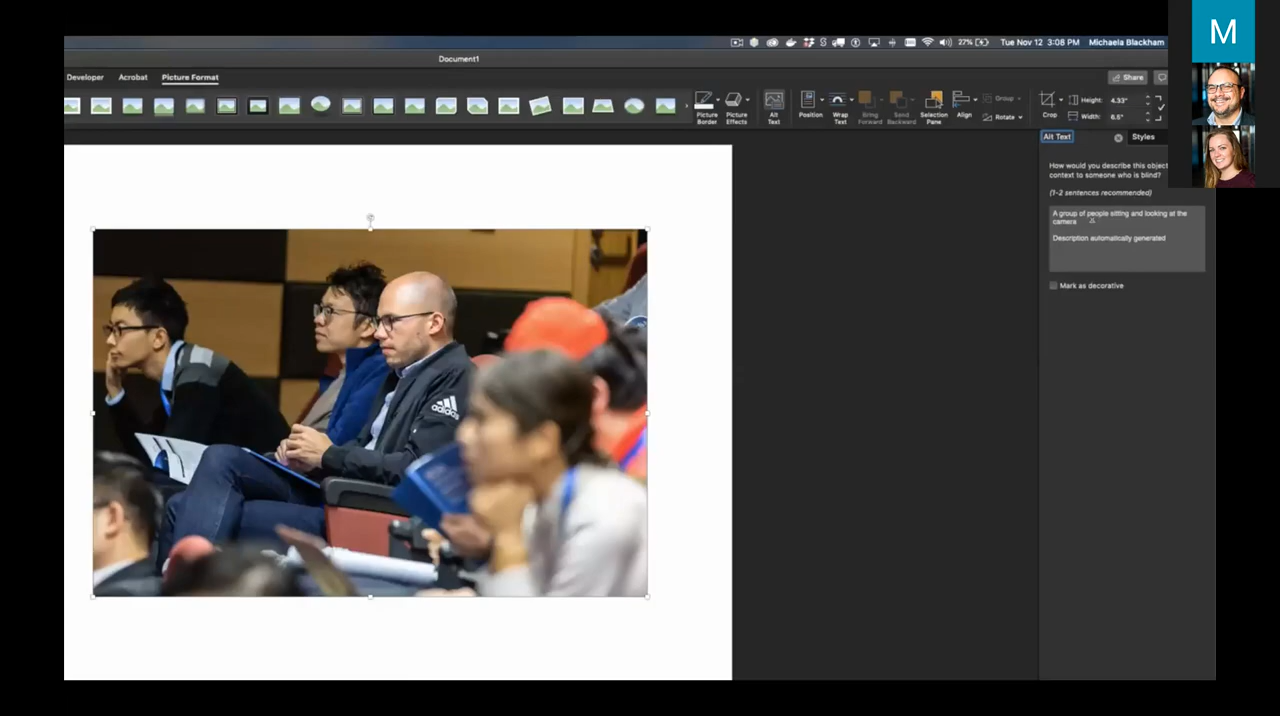 M
27%
Tue Nov 12 3:08 PM
Michaela Blackham
Document1
Developer
Acrobat
Picture Format
Share
Picture
Border
Picture
Effects
Alt
Text
Position
Wrap
Text
Bring
Forward
Send
Backward
Selection
Pane
Align
Group
Rotate
Crop
Height:
4.33"
Width:
6.5"
Alt Text
Styles
How would you describe this object
context to someone who is blind?
(1-2 sentences recommended)
A group of people sitting and looking at the
camera
Description automatically generated
Mark as decorative
adidas